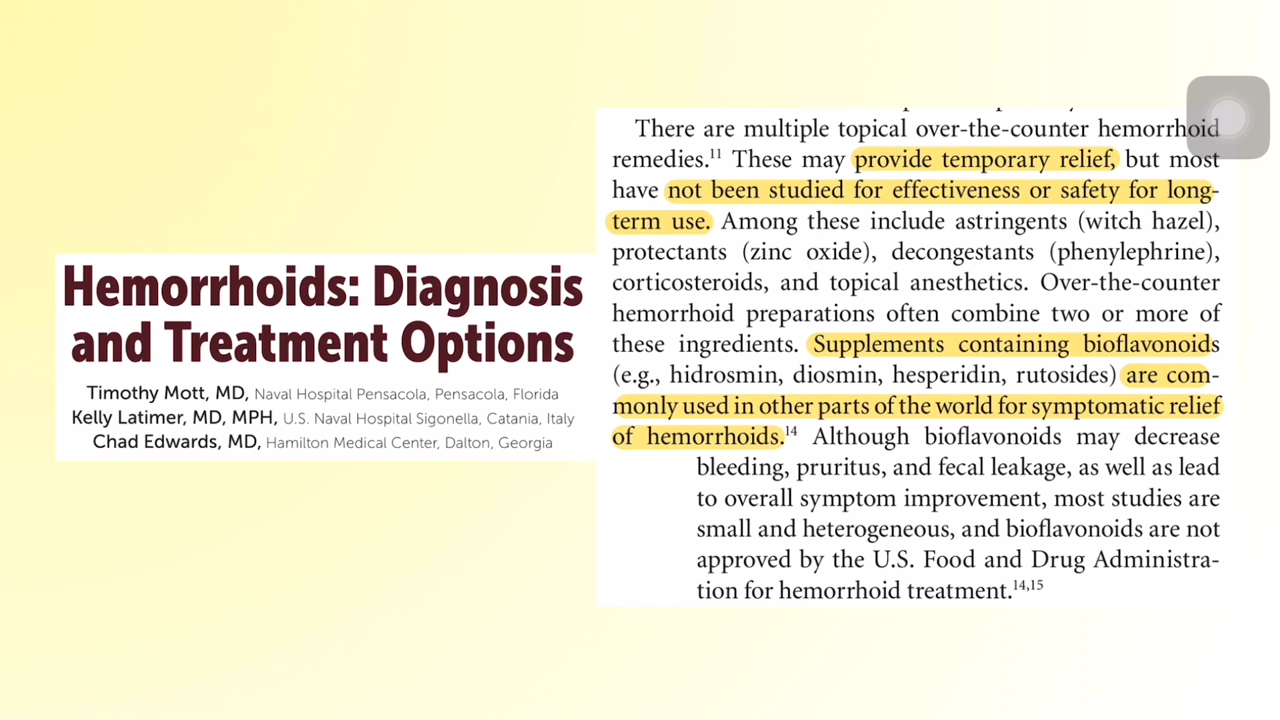 Hemorrhoids: Diagnosis
and Treatment Options
Timothy Mott, MD, Naval Hospital Pensacola, Pensacola, Florida
Kelly Latimer, MD, MPH, U.S. Naval Hospital Sigonella, Catania, Italy
Chad Edwards, MD, Hamilton Medical Center, Dalton, Georgia
There are multiple topical over-the-counter hemorrhoid
remedies.11 These may provide temporary relief, but most
have not been studied for effectiveness or safety for long-
term use. Among these include astringents (witch hazel),
protectants (zinc oxide), decongestants (phenylephrine),
corticosteroids, and topical anesthetics. Over-the-counter
hemorrhoid preparations often combine two or more of
these ingredients. Supplements containing bioflavonoids
(e.g., hidrosmin, diosmin, hesperidin, rutosides) are com-
monly used in other parts of the world for symptomatic relief
of hemorrhoids.14 Although bioflavonoids may decrease
bleeding, pruritus, and fecal leakage, as well as lead
to overall symptom improvement, most studies are
small and heterogeneous, and bioflavonoids are not
approved by the U.S. Food and Drug Administra-
tion for hemorrhoid treatment.14,15